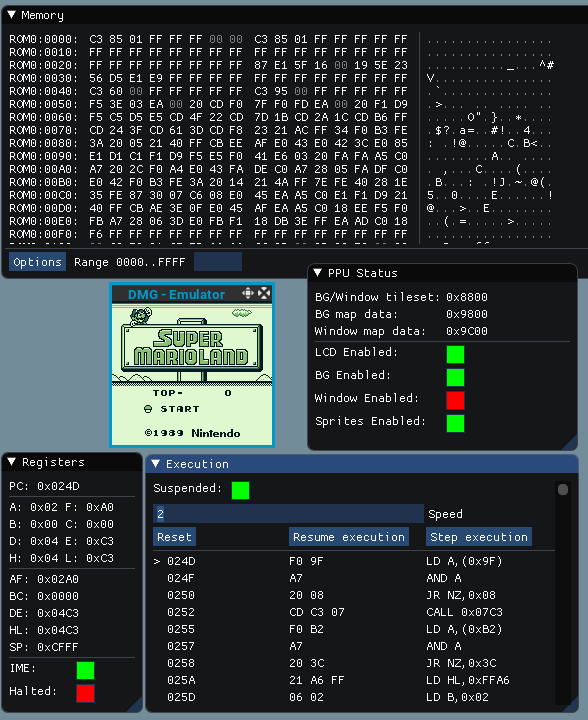 Memory
ROM0:0000: C3 85 01 FF FF FF 00 00 C3 85 01 FF FF FF FF FF ................
ROM0:0010: FF FF FF FF FF FF FF FF FF FF FF FF FF FF FF FF ................
ROM0:0020: FF FF FF FF FF FF FF FF 87 E1 5F 16 00 19 5E 23 .........._...^#
ROM0:0030: 56 D5 E1 E9 FF FF FF FF FF FF FF FF FF FF FF FF V...............
ROM0:0040: C3 60 00 FF FF FF FF FF C3 95 00 FF FF FF FF FF .`..............
ROM0:0050: F5 3E 03 EA 00 20 CD F0 7F F0 FD EA 00 20 F1 D9 .>... ....... ..
ROM0:0060: F5 C5 D5 E5 CD 4F 22 CD 7D 1B CD 2A 1C CD B6 FF .....O".}..*....
ROM0:0070: CD 24 3F CD 61 3D CD F8 23 21 AC FF 34 F0 B3 FE .$?.a=..#!..4...
ROM0:0080: 3A 20 05 21 40 FF CB EE AF E0 43 E0 42 3C E0 85 : .!@.....C.B<..
ROM0:0090: E1 D1 C1 F1 D9 F5 E5 F0 41 E6 03 20 FA FA A5 C0 ........A.. ....
ROM0:00A0: A7 20 2C F0 A4 E0 43 FA DE C0 A7 28 05 FA DF C0 . ,...C....(....
ROM0:00B0: E0 42 F0 B3 FE 3A 20 14 21 4A FF 7E FE 40 28 1E .B...: .!J.~.@(.
ROM0:00C0: 35 FE 87 30 07 C6 08 E0 45 EA A5 C0 E1 F1 D9 21 5..0....E......!
ROM0:00D0: 40 FF CB AE 3E 0F E0 45 AF EA A5 C0 18 EE F5 F0 @...>..E........
ROM0:00E0: FB A7 28 06 3D E0 FB F1 18 DB 3E FF EA AD C0 18 ..(.=.....>.....
ROM0:00F0: F6 FF FF FF FF FF FF FF FF FF FF FF FF FF FF FF ................
Options Range 0000..FFFF
PPU Status
BG/Window tileset: 0x8800
BG map data: 0x9800
Window map data: 0x9C00
LCD Enabled:
BG Enabled:
Window Enabled:
Sprites Enabled:
DMG - Emulator
SUPER
MARIOLAND
TOP- 0
START
©1989 Nintendo
Registers
PC: 0x024D
A: 0x02 F: 0xA0
B: 0x00 C: 0x00
D: 0x04 E: 0xC3
H: 0x04 L: 0xC3
AF: 0x02A0
BC: 0x0000
DE: 0x04C3
HL: 0x04C3
SP: 0xCFFF
IME:
Halted:
Execution
Suspended:
2 Speed
Reset Resume execution Step execution
> 024D F0 9F LD A,(0x9F)
024F A7 AND A
0250 20 08 JR NZ,0x08
0252 CD C3 07 CALL 0x07C3
0255 F0 B2 LD A,(0xB2)
0257 A7 AND A
0258 20 3C JR NZ,0x3C
025A 21 A6 FF LD HL,0xFFA6
025D 06 02 LD B,0x02